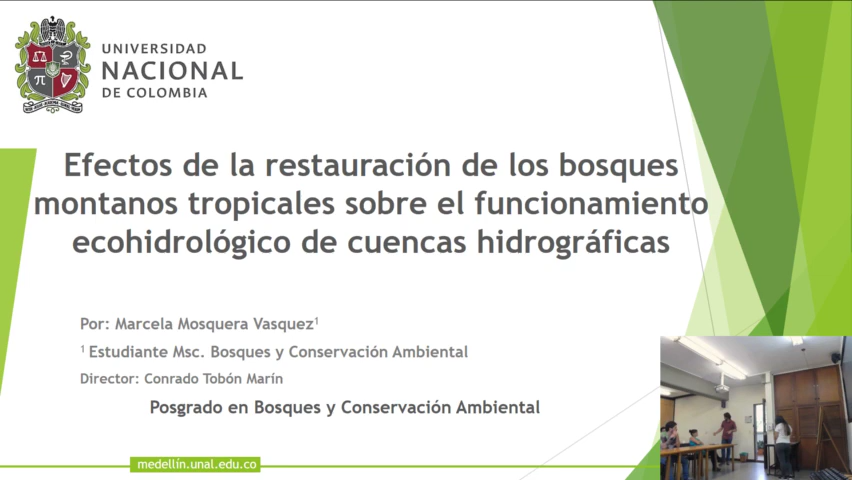 UNIVERSIDAD
NACIONAL
DE COLOMBIA
Efectos de la restauración de los bosques
montanos tropicales sobre el funcionamiento
ecohidrológico de cuencas hidrográficas
Por: Marcela Mosquera Vasquez¹
¹ Estudiante Msc. Bosques y Conservación Ambiental
Director: Conrado Tobón Marín
Posgrado en Bosques y Conservación Ambiental
medellín.unal.edu.co